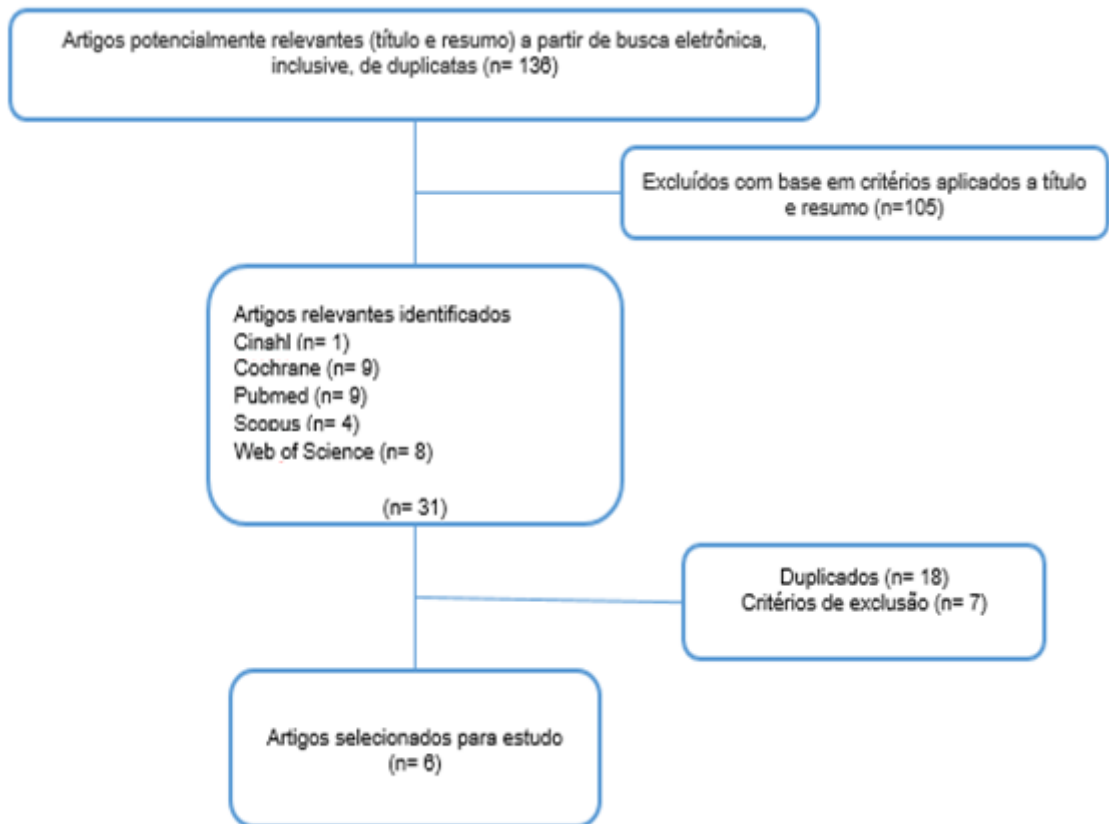 Artigos potencialmente relevantes (título e resumo) a partir de busca eletrônica,
inclusive, de duplicatas (n= 136)
Excluídos com base em critérios aplicados a título
e resumo (n=105)
Artigos relevantes identificados
Cinahl (n= 1)
Cochrane (n= 9)
Pubmed (n= 9)
Scopus (n= 4)
Web of Science (n= 8)
(n= 31)
Duplicados (n= 18)
Critérios de exclusão (n= 7)
Artigos selecionados para estudo
(n= 6)